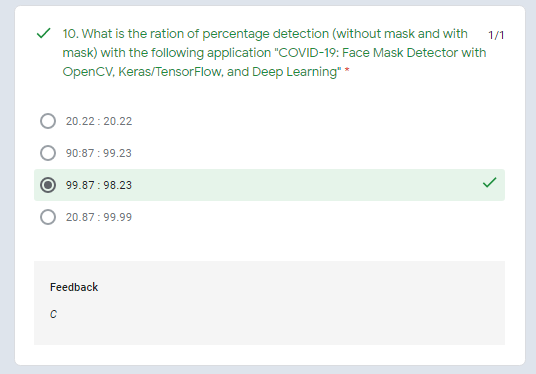 10. What is the ration of percentage detection (without mask and with 1/1
mask) with the following application "COVID-19: Face Mask Detector with
OpenCV, Keras/TensorFlow, and Deep Learning" *
20.22 : 20.22
90:87 : 99.23
99.87 : 98.23
20.87 : 99.99
Feedback
C